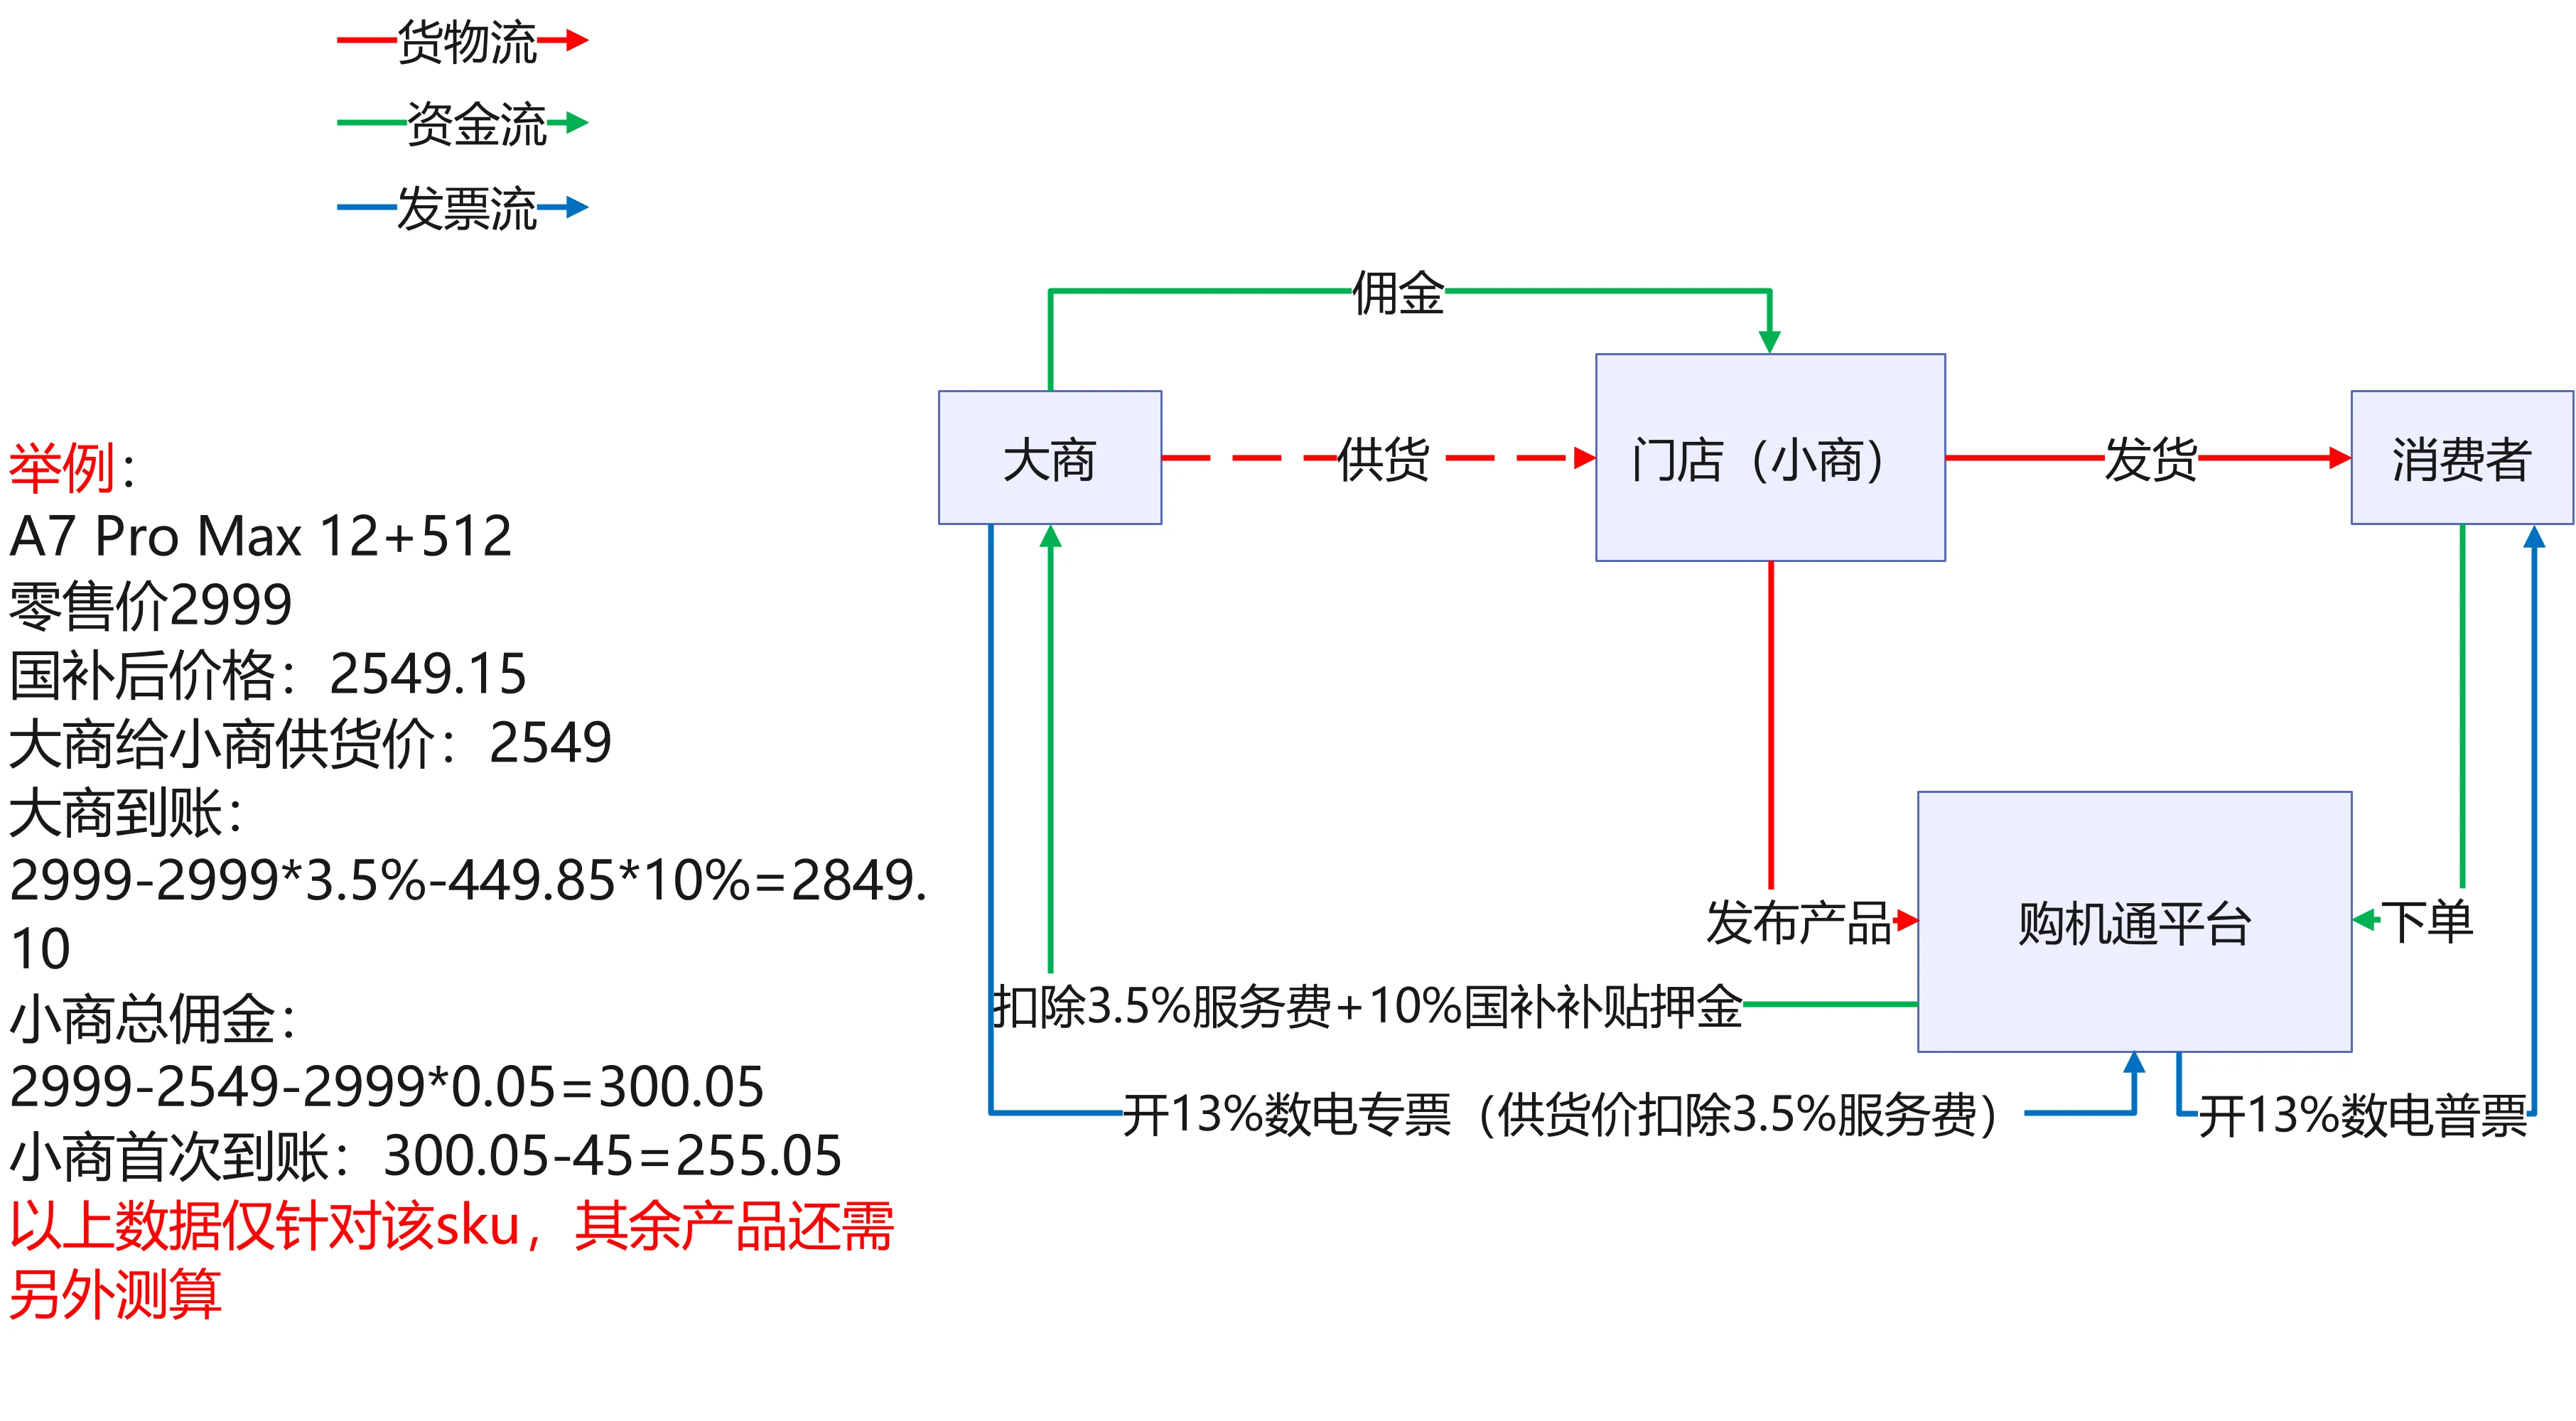 货物流
资金流
发票流
佣金
大商
供货
门店（小商）
发货
消费者
举例：
A7 Pro Max 12+512
零售价2999
国补后价格：2549.15
大商给小商供货价：2549
大商到账：
2999-2999*3.5%-449.85*10%=2849.
10
小商总佣金：
2999-2549-2999*0.05=300.05
小商首次到账：300.05-45=255.05
以上数据仅针对该sku，其余产品还需
另外测算
发布产品
购机通平台
下单
扣除3.5%服务费+10%国补补贴押金
开13%数电专票（供货价扣除3.5%服务费）
开13%数电普票